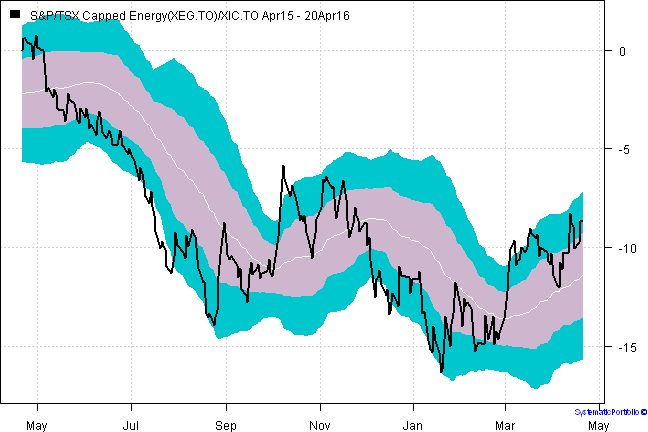 S&P/TSX Capped Energy(XEG.TO)/XIC.TO Apr15 - 20Apr16
0
-5
-10
-15
SystematicPortfolio ©
May Jul Sep Nov Jan Mar May